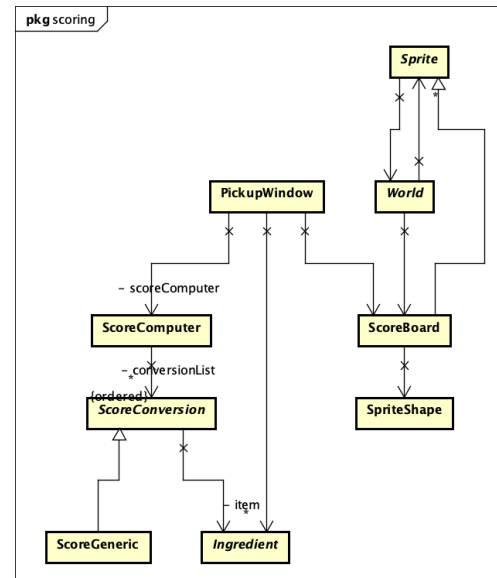 pkg scoring
Sprite
*
PickupWindow
World
- scoreComputer
ScoreComputer
ScoreBoard
- conversionList
*
{ordered}
ScoreConversion
SpriteShape
- item
*
ScoreGeneric
Ingredient